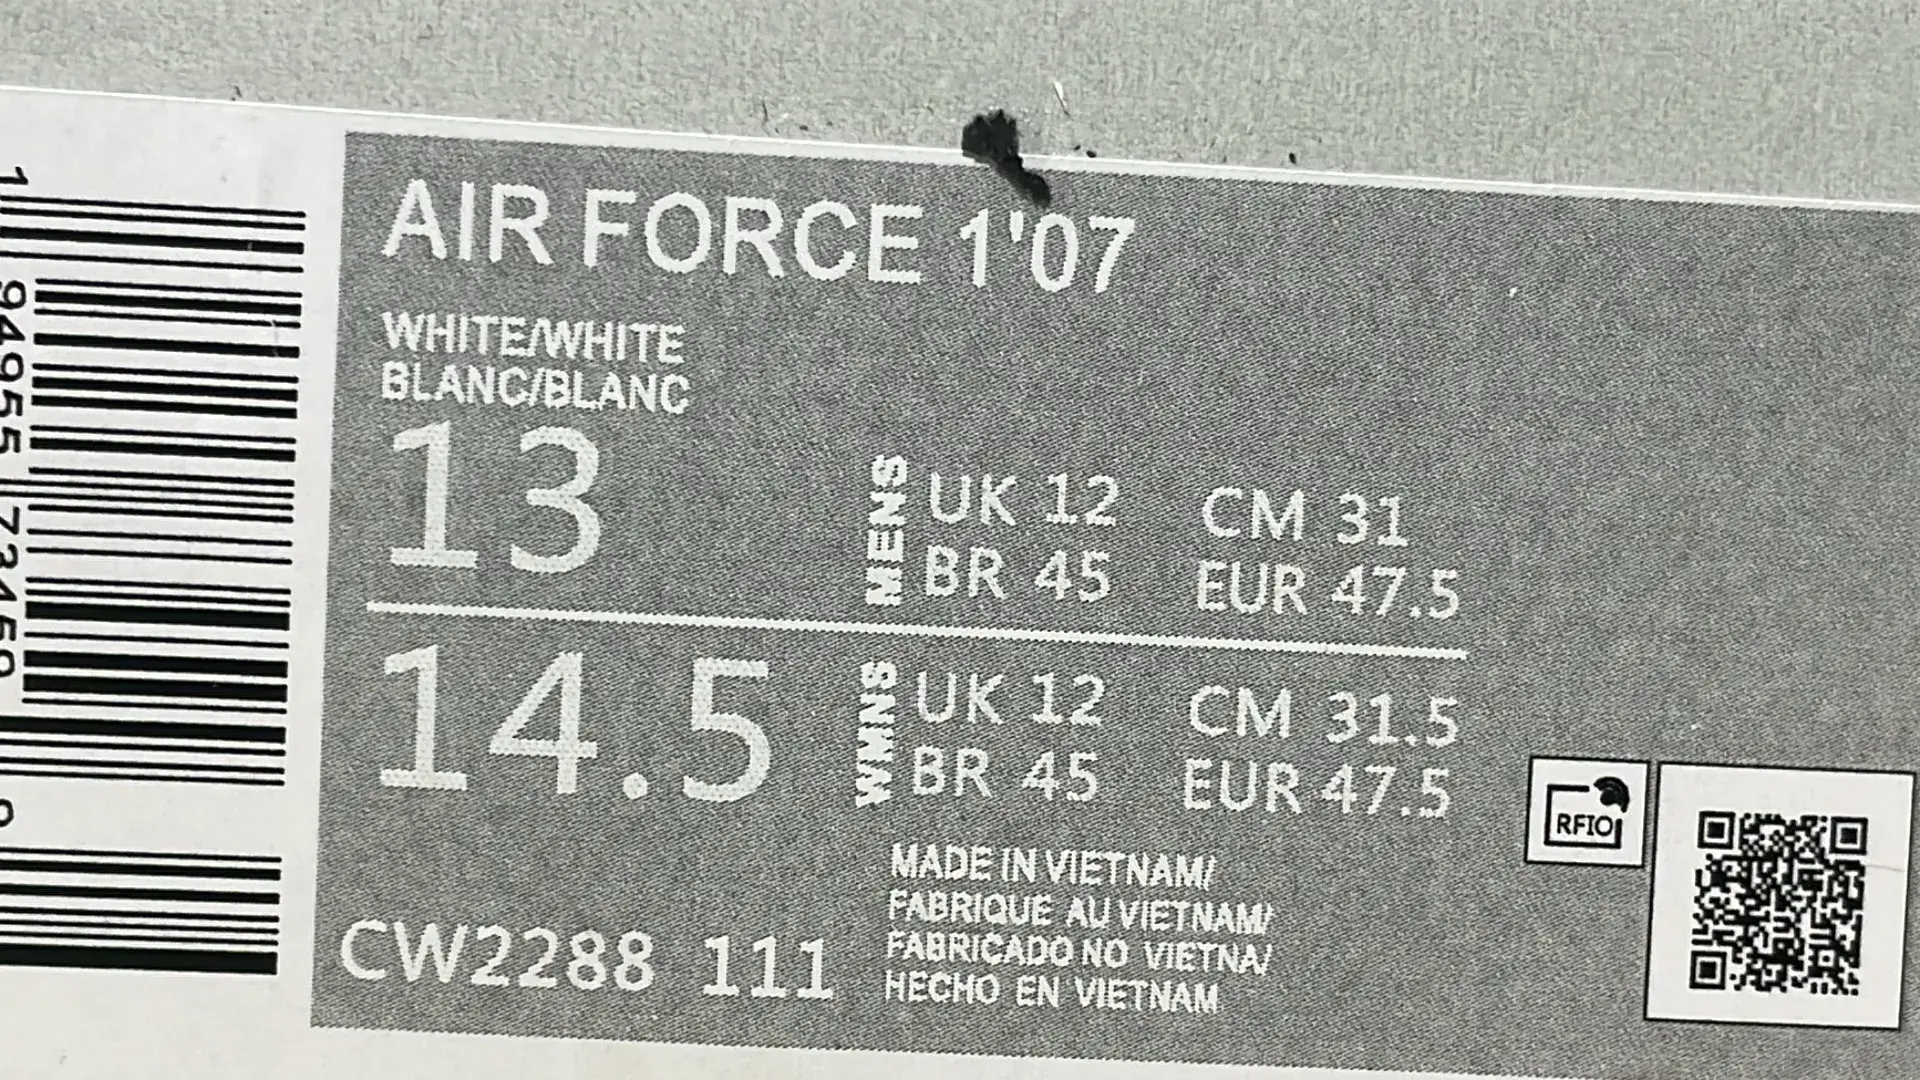 AIR FORCE 1'07
WHITE/WHITE
BLANC/BLANC
13
MENS
UK 12 CM 31
BR 45 EUR 47.5
14.5
WMNS
UK 12 CM 31.5
BR 45 EUR 47.5
MADE IN VIETNAM/
FABRIQUE AU VIETNAM/
FABRICADO NO VIETNA/
HECHO EN VIETNAM
CW2288 111
RFIO